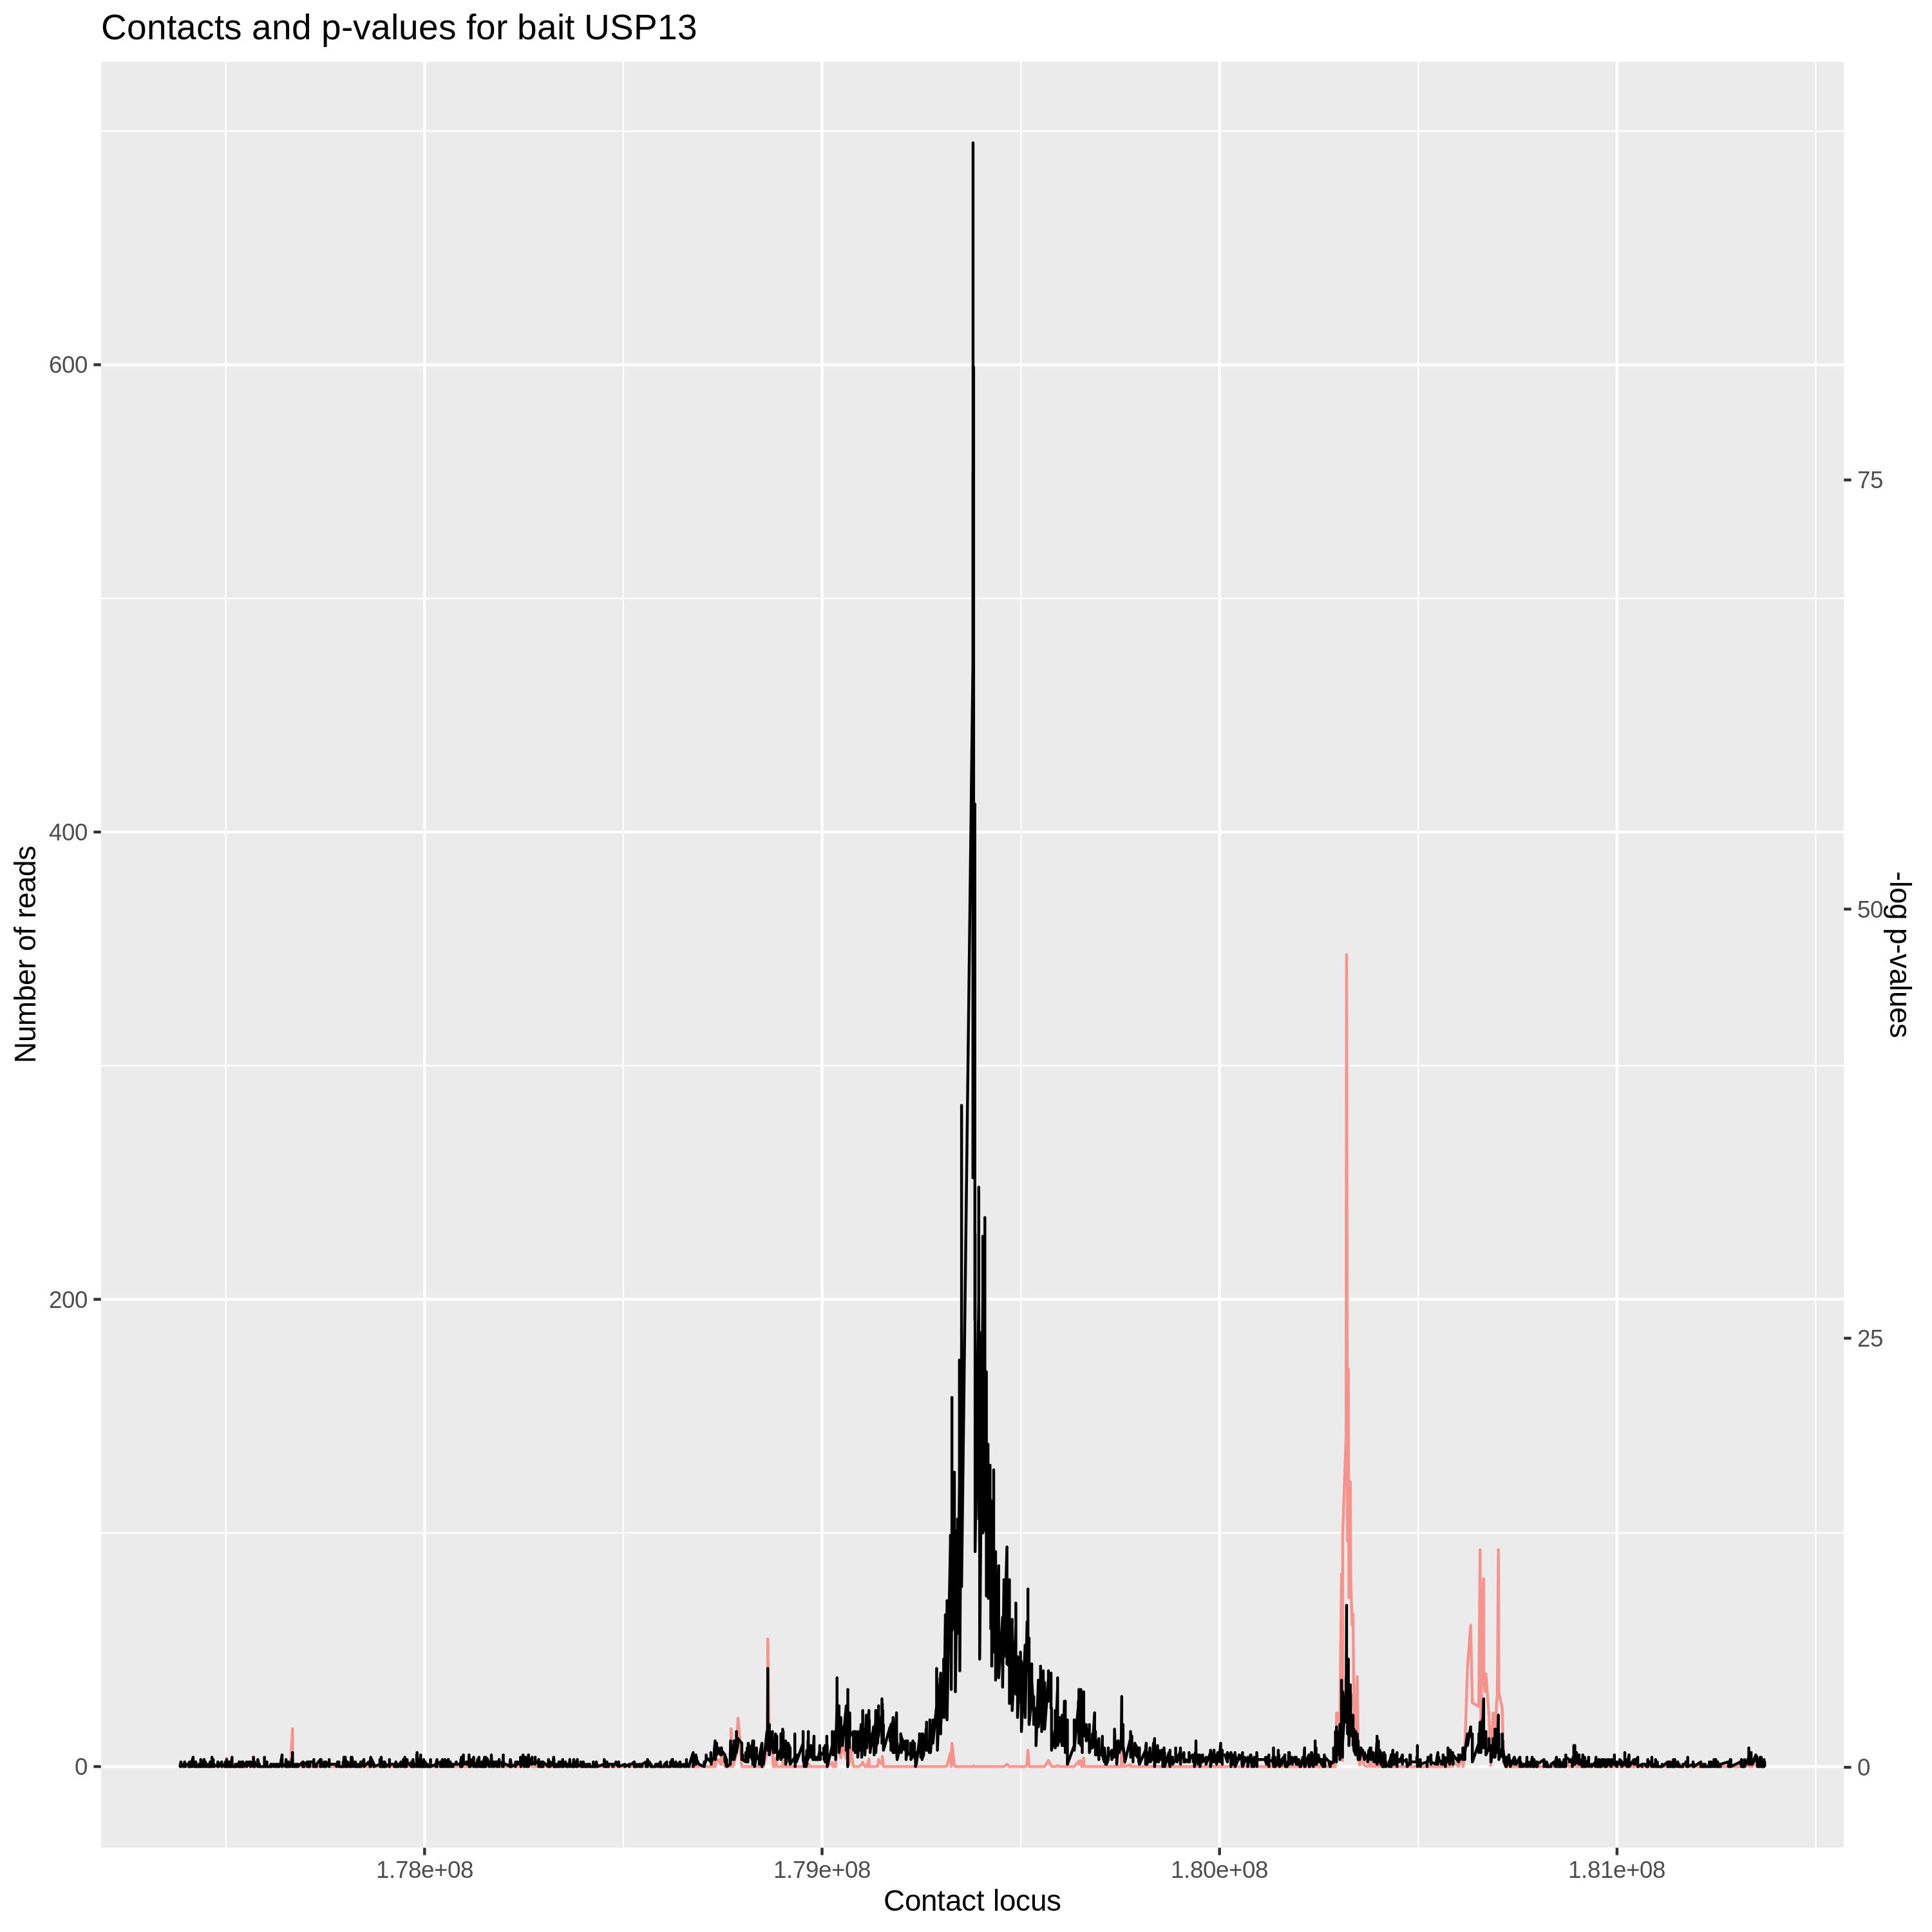 Contacts and p-values for bait USP13
600
400
200
0
Number of reads
75
50
25
0
-log p-values
1.78e+08
1.79e+08
1.80e+08
1.81e+08
Contact locus